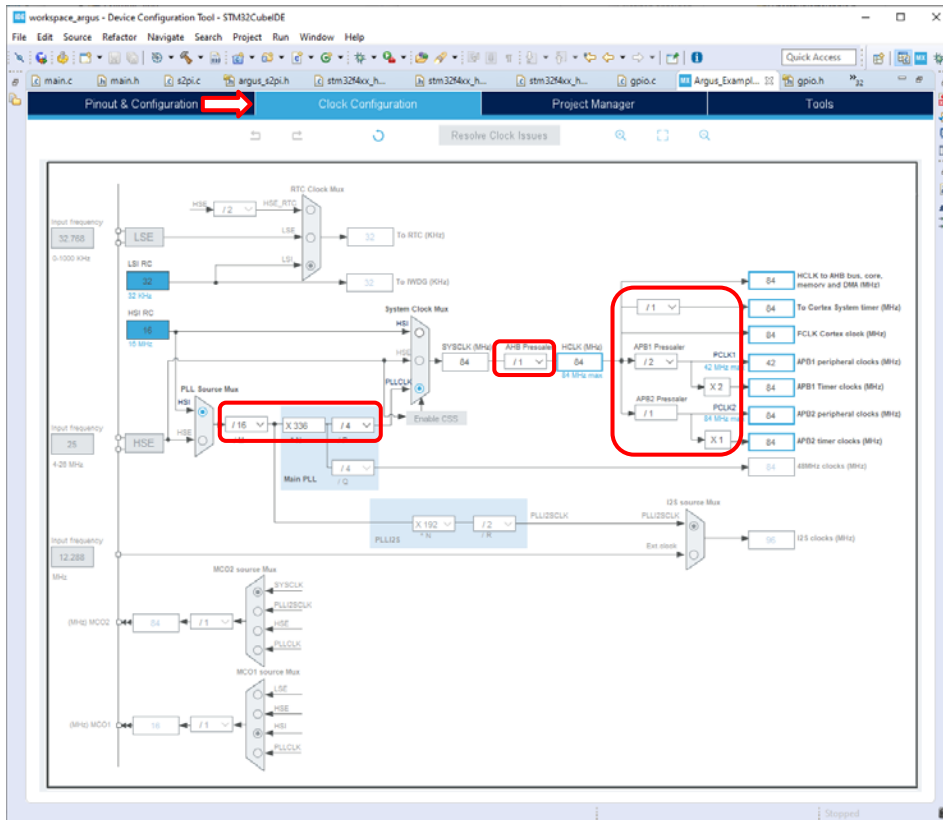 workspace_argus - Device Configuration Tool - STM32CubeIDE
File Edit Source Refactor Navigate Search Project Run Window Help
Quick Access
main.c main.h s2pi.c argus_s2pi.h stm32f4xx_h... stm32f4xx_h... stm32f4xx_h... gpio.c Argus_Exampl... gpio.h »32
Pinout & Configuration Clock Configuration Project Manager Tools
Resolve Clock Issues
RTC Clock Mux
HSE / 2 HSE_RTC
Input frequency
32.768 LSE LSE 32 To RTC (KHz)
0-1000 KHz
LSI RC LSI
32 32 To IWDG (KHz)
32 KHz
HSI RC
16
16 MHz
System Clock Mux
HSI
HSE
PLLCLK
Enable CSS
SYSCLK (MHz) AHB Prescaler HCLK (MHz)
84 / 1 84
84 MHz max
84 HCLK to AHB bus, core,
memory and DMA (MHz)
/ 1 84 To Cortex System timer (MHz)
84 FCLK Cortex clock (MHz)
APB1 Prescaler
/ 2 PCLK1 42 APB1 peripheral clocks (MHz)
42 MHz max
X 2 84 APB1 Timer clocks (MHz)
APB2 Prescaler
/ 1 PCLK2 84 APB2 peripheral clocks (MHz)
84 MHz max
X 1 84 APB2 timer clocks (MHz)
84 48MHz clocks (MHz)
PLL Source Mux
HSI
HSE
/ 16 X 336 / 4
/ 4
/ Q
Main PLL
Input frequency
25 HSE
4-26 MHz
PLLI2S
X 192 / 2 PLLI2SCLK
* N / R
I2S source Mux
PLLI2SCLK
Ext clock
96 I2S clocks (MHz)
Input frequency
12.288
MHz
MCO2 source Mux
SYSCLK
PLLI2SCLK
HSE
PLLCLK
(MHz) MCO2 84 / 1
MCO1 source Mux
LSE
HSE
HSI
PLLCLK
(MHz) MCO1 16 / 1
Stopped